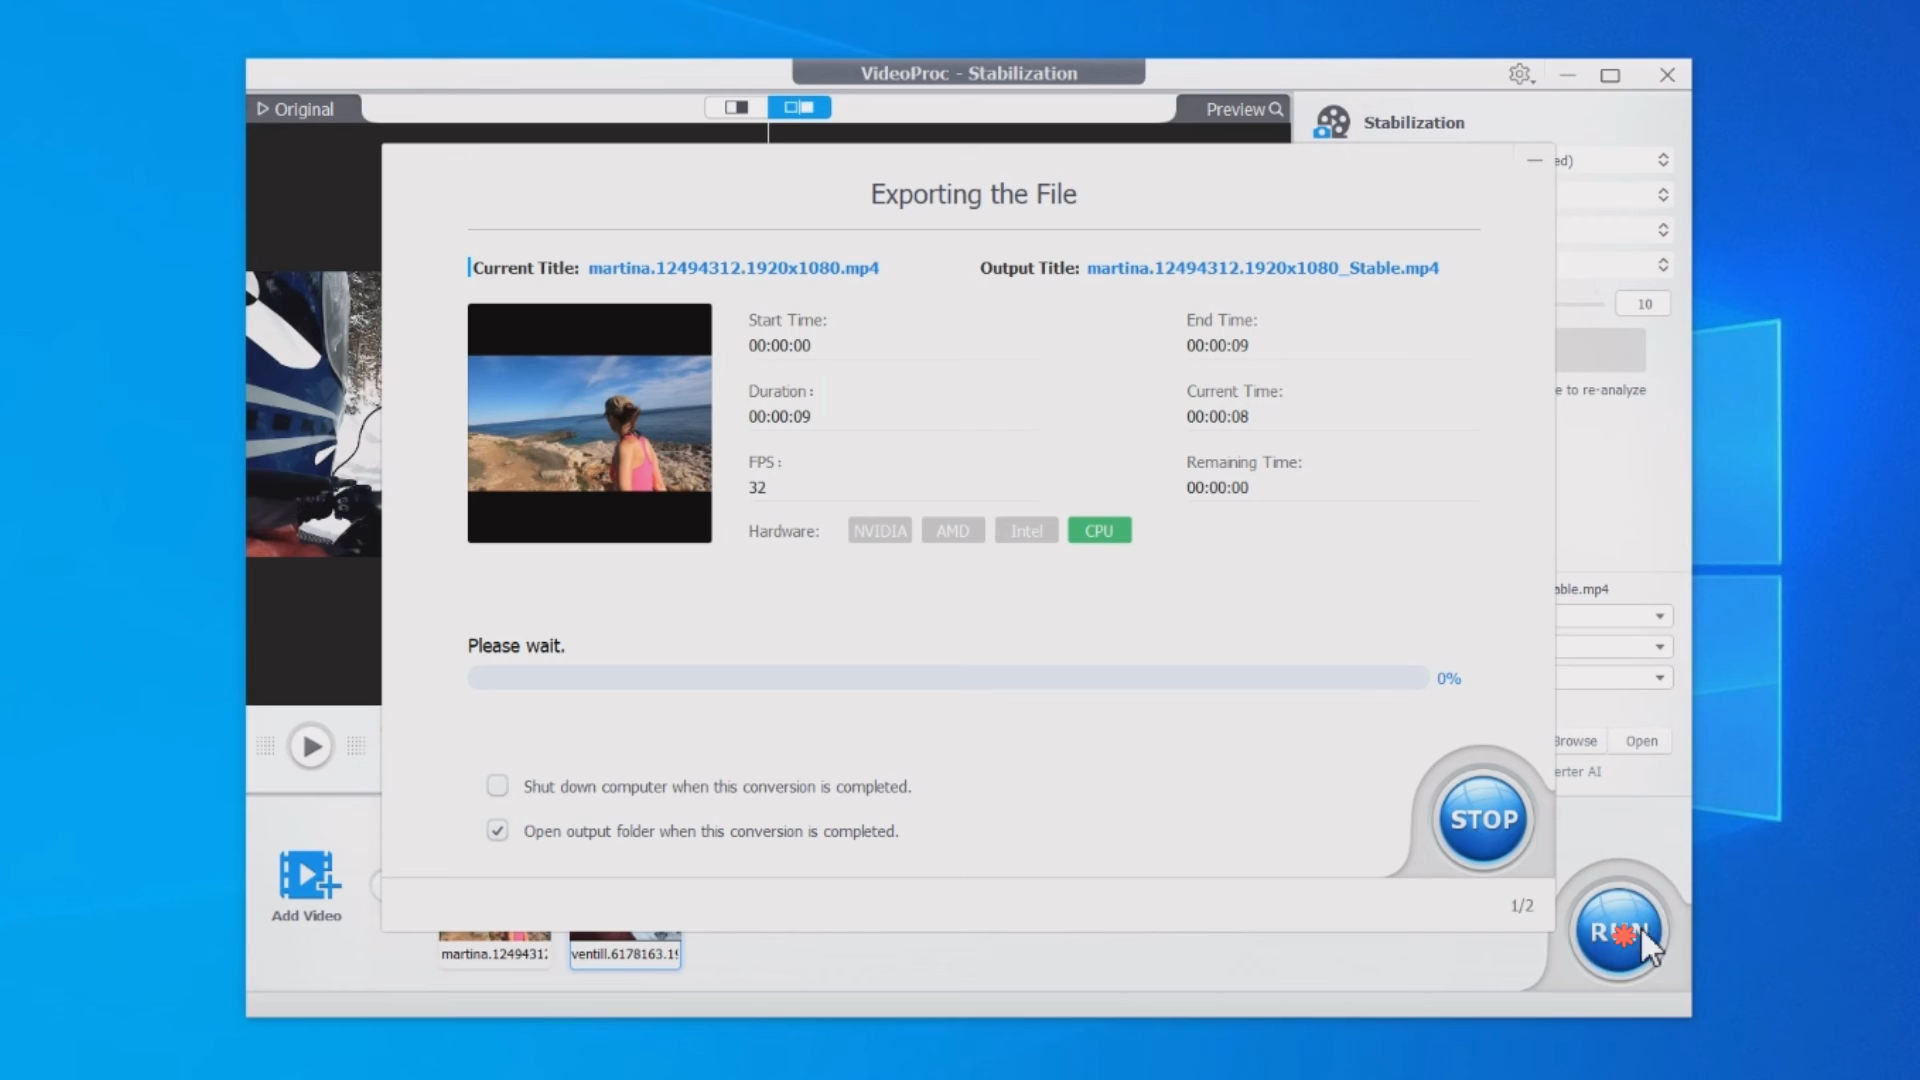 VideoProc - Stabilization
Original
Preview
Stabilization
ed)
Exporting the File
Current Title: martina.12494312.1920x1080.mp4
Output Title: martina.12494312.1920x1080_Stable.mp4
10
Start Time:
00:00:00
End Time:
00:00:09
Duration:
00:00:09
Current Time:
00:00:08
e to re-analyze
FPS:
32
Remaining Time:
00:00:00
Hardware: NVIDIA AMD Intel CPU
able.mp4
Please wait.
0%
Browse Open
erter AI
Shut down computer when this conversion is completed.
Open output folder when this conversion is completed.
STOP
Add Video
1/2
RUN
martina.1249431
ventill.6178163.19